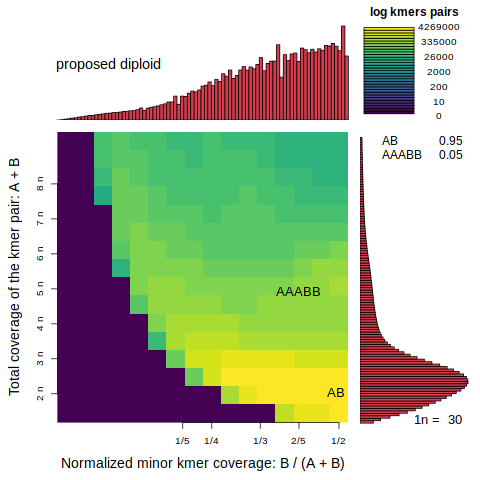 log kmers pairs
proposed diploid
4269000
335000
26000
2000
200
10
0
AB 0.95
AAABB 0.05
Total coverage of the kmer pair: A + B
8 n
7 n
6 n
5 n
4 n
3 n
2 n
AAABB
AB
1n = 30
1/5 1/4 1/3 2/5 1/2
Normalized minor kmer coverage: B / (A + B)